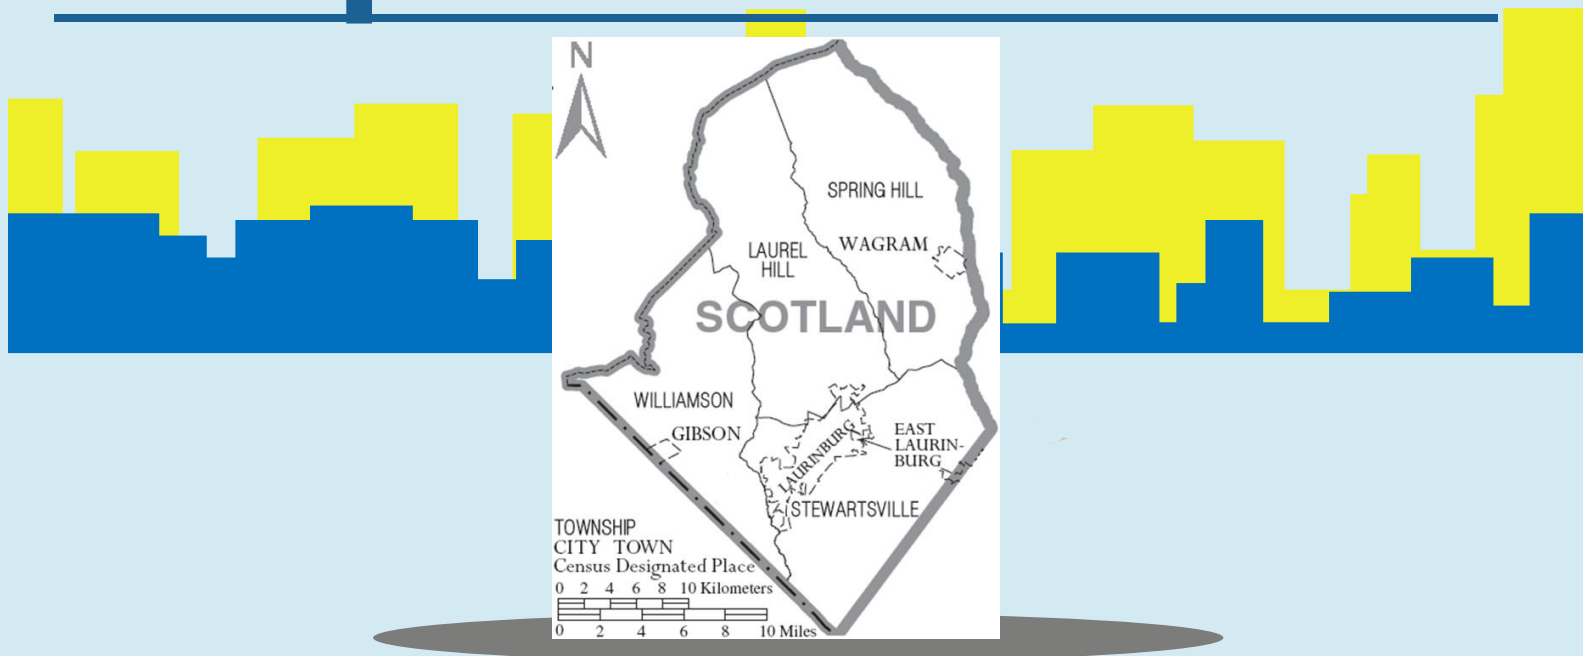 N
SPRING HILL
WAGRAM
LAUREL
HILL
SCOTLAND
WILLIAMSON
GIBSON
EAST
LAURIN-
BURG
LAURINBURG
STEWARTSVILLE
TOWNSHIP
CITY TOWN
Census Designated Place
0 2 4 6 8 10 Kilometers
0 2 4 6 8 10 Miles